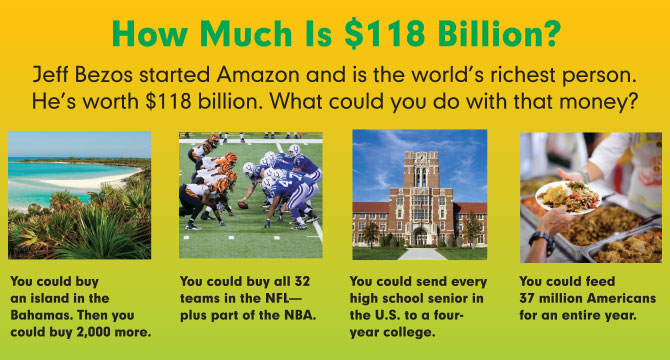 How Much Is $118 Billion?
Jeff Bezos started Amazon and is the world's richest person.
He's worth $118 billion. What could you do with that money?
You could buy
an island in the
Bahamas. Then you
could buy 2,000 more.
You could buy all 32
teams in the NFL—
plus part of the NBA.
You could send every
high school senior in
the U.S. to a four-
year college.
You could feed
37 million Americans
for an entire year.